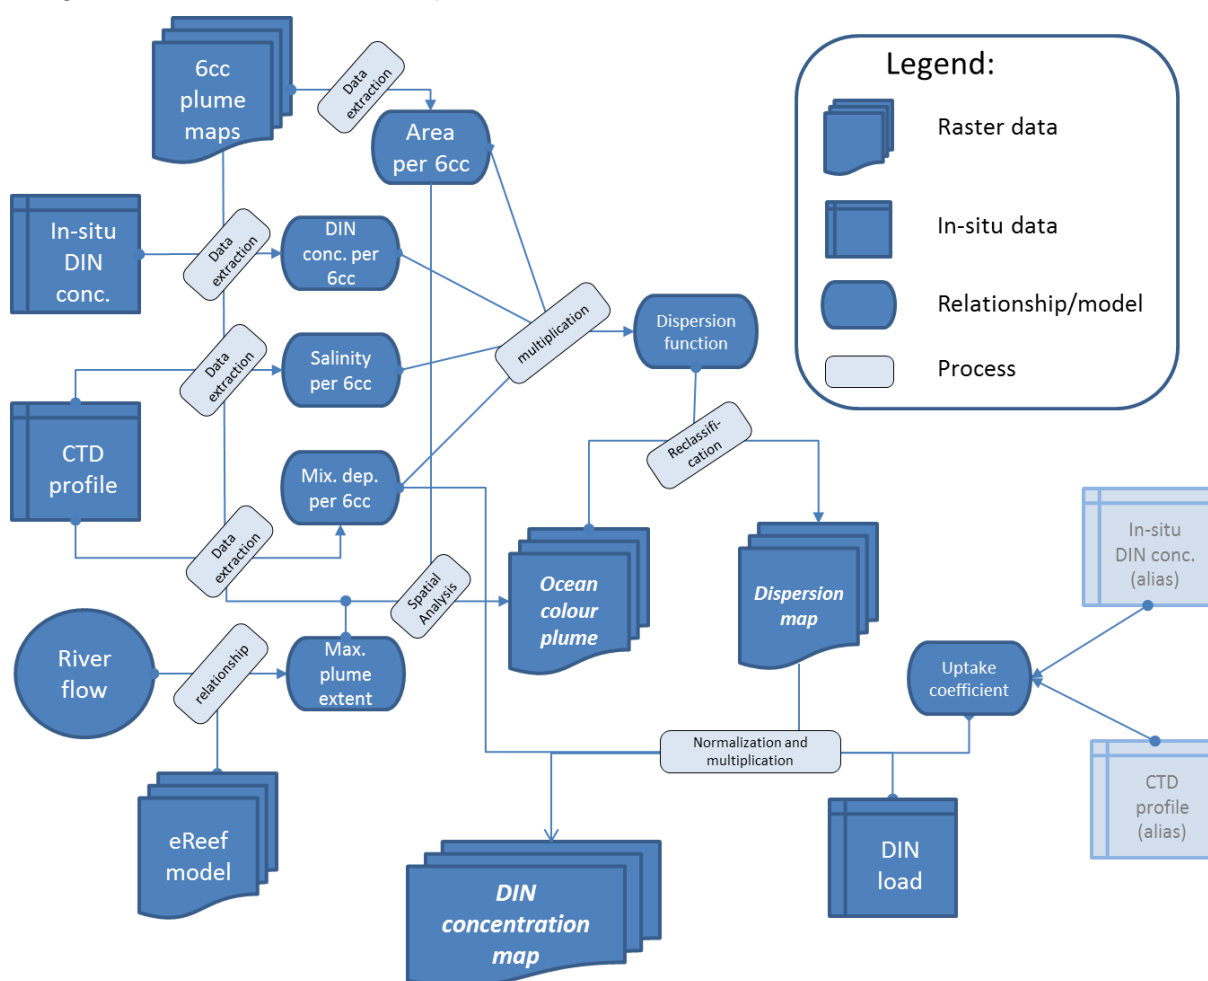 6cc
plume
maps
Data
extraction
Area
per 6cc
In-situ
DIN
conc.
Data
extraction
DIN
conc. per
6cc
Data
extraction
Salinity
per 6cc
multiplication
Dispersion
function
CTD
profile
Mix. dep.
per 6cc
Data
extraction
Reclassifi-
cation
Spatial
Analysis
Ocean
colour
plume
Dispersion
map
River
flow
relationship
Max.
plume
extent
eReef
model
Normalization and
multiplication
Uptake
coefficient
In-situ
DIN conc.
(alias)
CTD
profile
(alias)
DIN
load
DIN
concentration
map
Legend:
Raster data
In-situ data
Relationship/model
Process